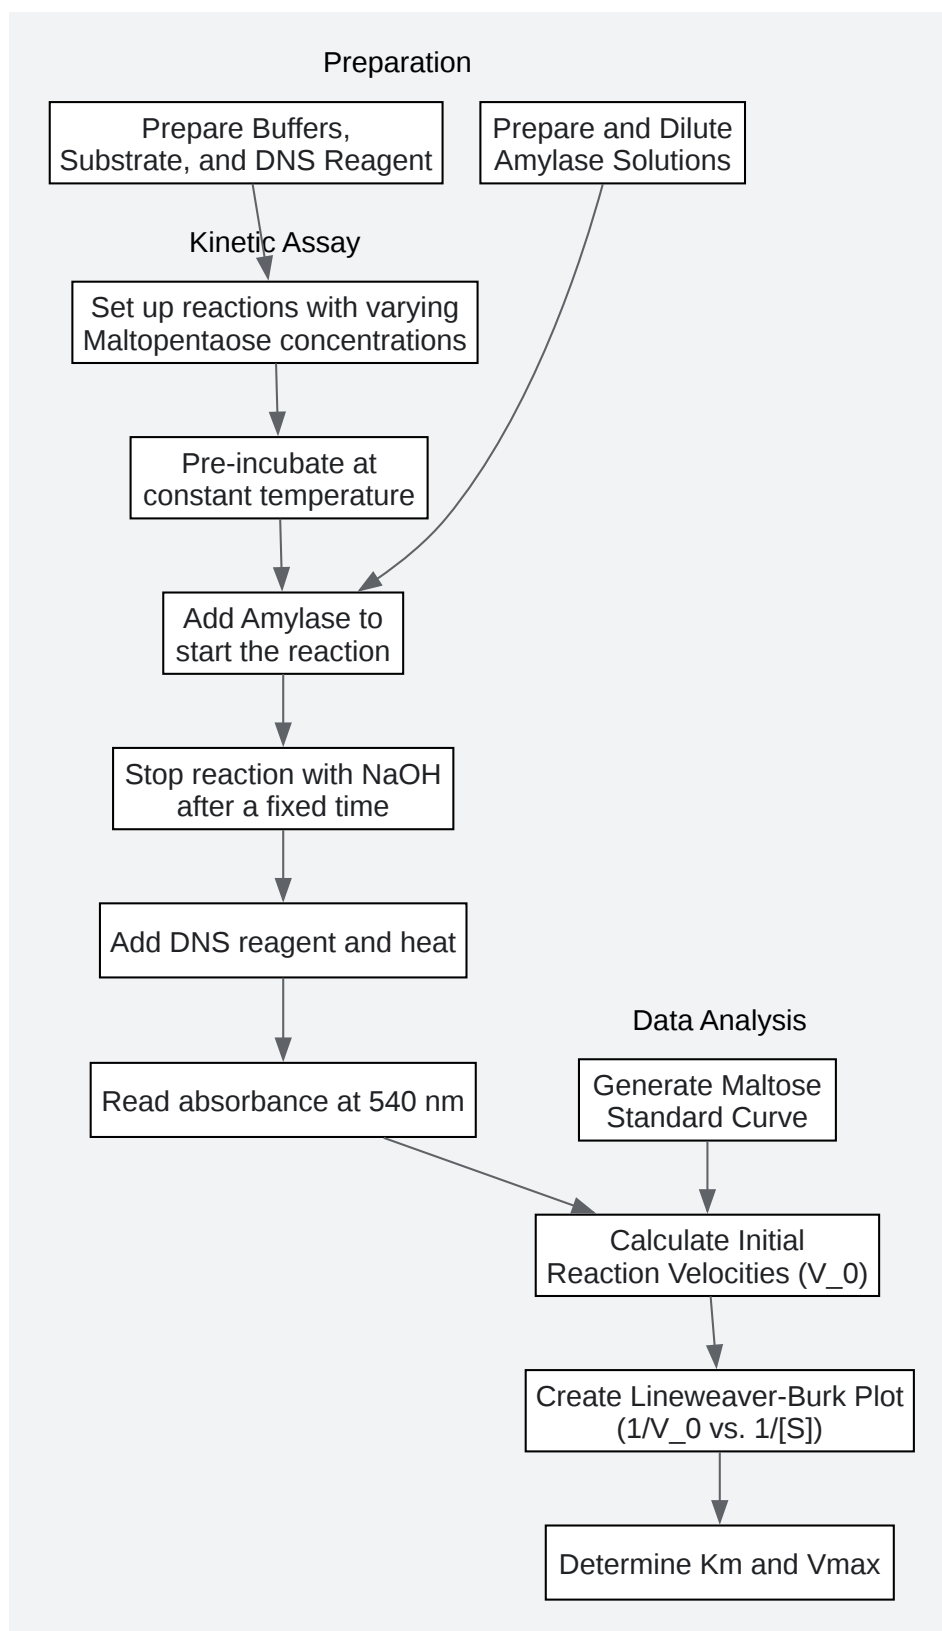 Preparation
Prepare Buffers,
Substrate, and DNS Reagent
Prepare and Dilute
Amylase Solutions
Kinetic Assay
Set up reactions with varying
Maltopentaose concentrations
Pre-incubate at
constant temperature
Add Amylase to
start the reaction
Stop reaction with NaOH
after a fixed time
Add DNS reagent and heat
Read absorbance at 540 nm
Data Analysis
Generate Maltose
Standard Curve
Calculate Initial
Reaction Velocities (V_0)
Create Lineweaver-Burk Plot
(1/V_0 vs. 1/[S])
Determine Km and Vmax